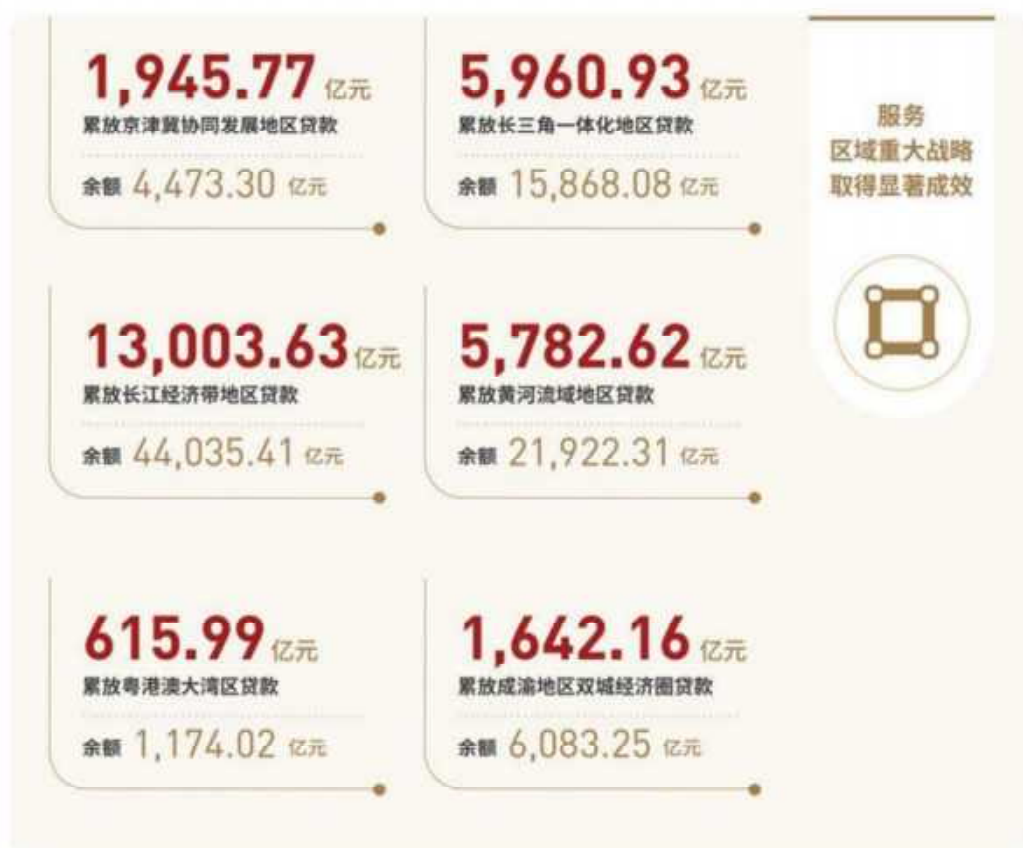 1,945.77 亿元
累放京津冀协同发展地区贷款
余额 4,473.30 亿元
5,960.93 亿元
累放长三角一体化地区贷款
余额 15,868.08 亿元
13,003.63 亿元
累放长江经济带地区贷款
余额 44,035.41 亿元
5,782.62 亿元
累放黄河流域地区贷款
余额 21,922.31 亿元
615.99 亿元
累放粤港澳大湾区贷款
余额 1,174.02 亿元
1,642.16 亿元
累放成渝地区双城经济圈贷款
余额 6,083.25 亿元
服务
区域重大战略
取得显著成效